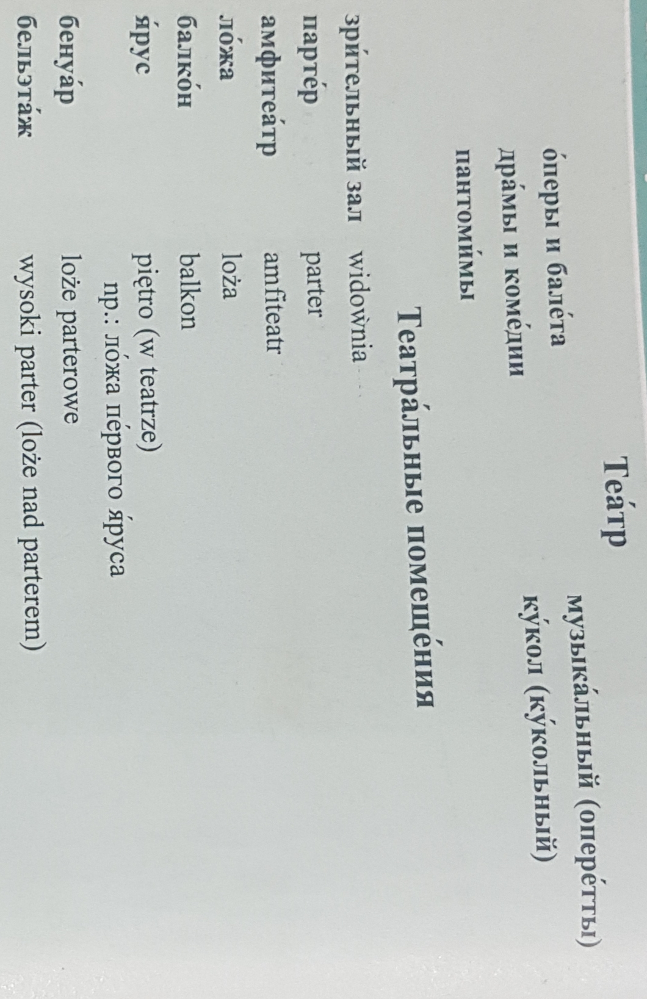 Теа́тр
о́перы и бале́та музыка́льный (опере́тты)
дра́мы и коме́дии ку́кол (ку́кольный)
пантоми́мы
Театра́льные помеще́ния
зри́тельный зал widownia
парте́р parter
амфитеа́тр amfiteatr
ло́жа loża
балко́н balkon
я́рус piętro (w teatrze)
np.: ло́жа пе́рвого я́руса
бенуа́р loże parterowe
бельэта́ж wysoki parter (loże nad parterem)